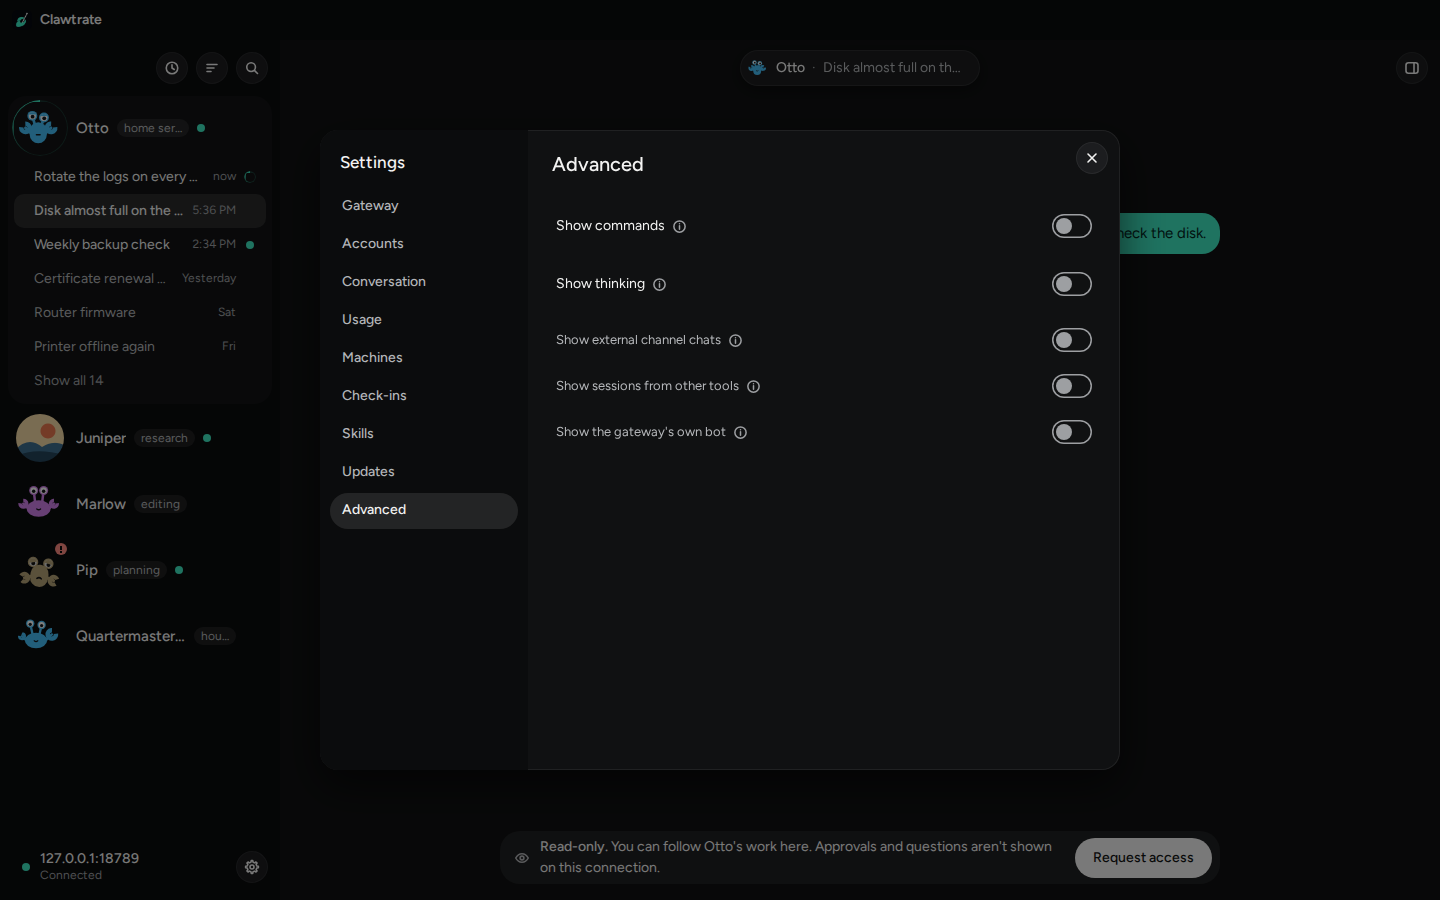 Clawtrate
Otto · Disk almost full on th...
Otto home ser...
Rotate the logs on every ... now
Disk almost full on the ... 5:36 PM
Weekly backup check 2:34 PM
Certificate renewal ... Yesterday
Router firmware Sat
Printer offline again Fri
Show all 14
Juniper research
Marlow editing
Pip planning
Quartermaster... hou...
127.0.0.1:18789
Connected
Settings
Gateway
Accounts
Conversation
Usage
Machines
Check-ins
Skills
Updates
Advanced
Advanced
Show commands
Show thinking
Show external channel chats
Show sessions from other tools
Show the gateway's own bot
the disk.
Read-only. You can follow Otto's work here. Approvals and questions aren't shown
on this connection.
Request access